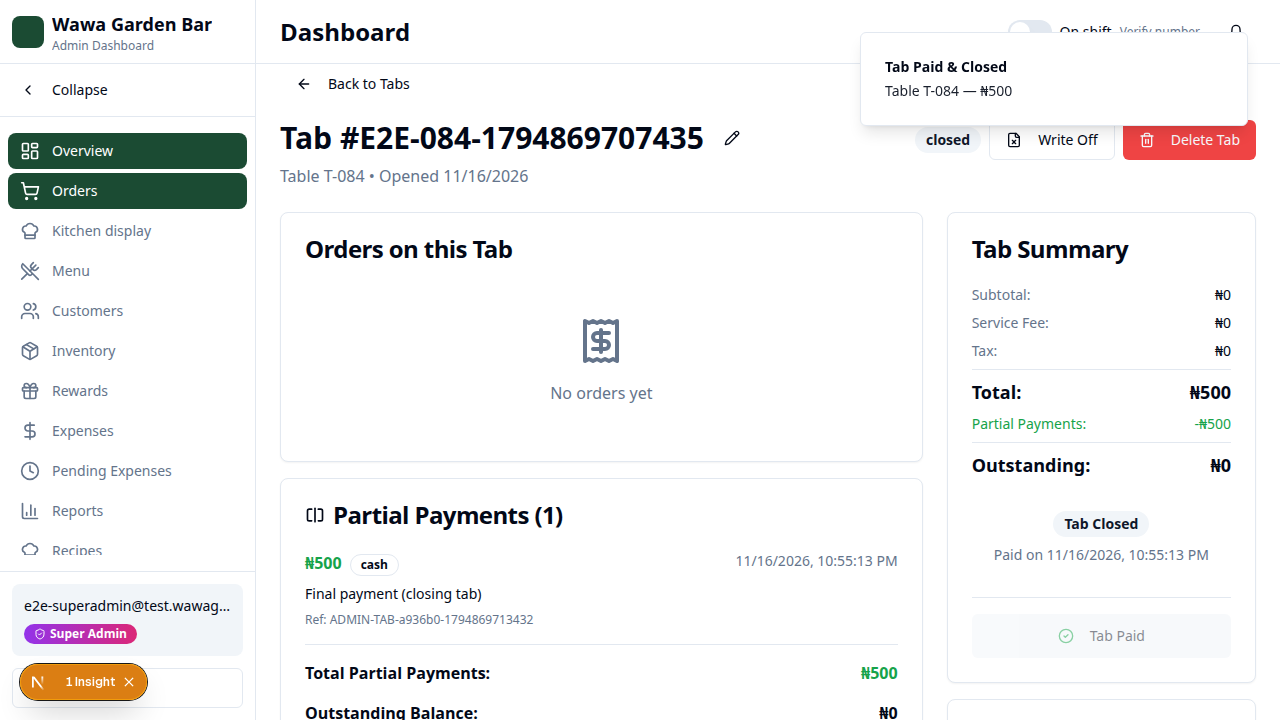 Wawa Garden Bar
Admin Dashboard
Collapse
Overview
Orders
Kitchen display
Menu
Customers
Inventory
Rewards
Expenses
Pending Expenses
Reports
Recipes
e2e-superadmin@test.wawag...
Super Admin
1 Insight
Dashboard
On shift
Verify number
Tab Paid & Closed
Table T-084 — ₦500
Back to Tabs
Tab #E2E-084-1794869707435
closed
Write Off
Delete Tab
Table T-084 • Opened 11/16/2026
Orders on this Tab
No orders yet
Partial Payments (1)
₦500 cash 11/16/2026, 10:55:13 PM
Final payment (closing tab)
Ref: ADMIN-TAB-a936b0-1794869713432
Total Partial Payments: ₦500
Outstanding Balance: ₦0
Tab Summary
Subtotal: ₦0
Service Fee: ₦0
Tax: ₦0
Total: ₦500
Partial Payments: -₦500
Outstanding: ₦0
Tab Closed
Paid on 11/16/2026, 10:55:13 PM
Tab Paid